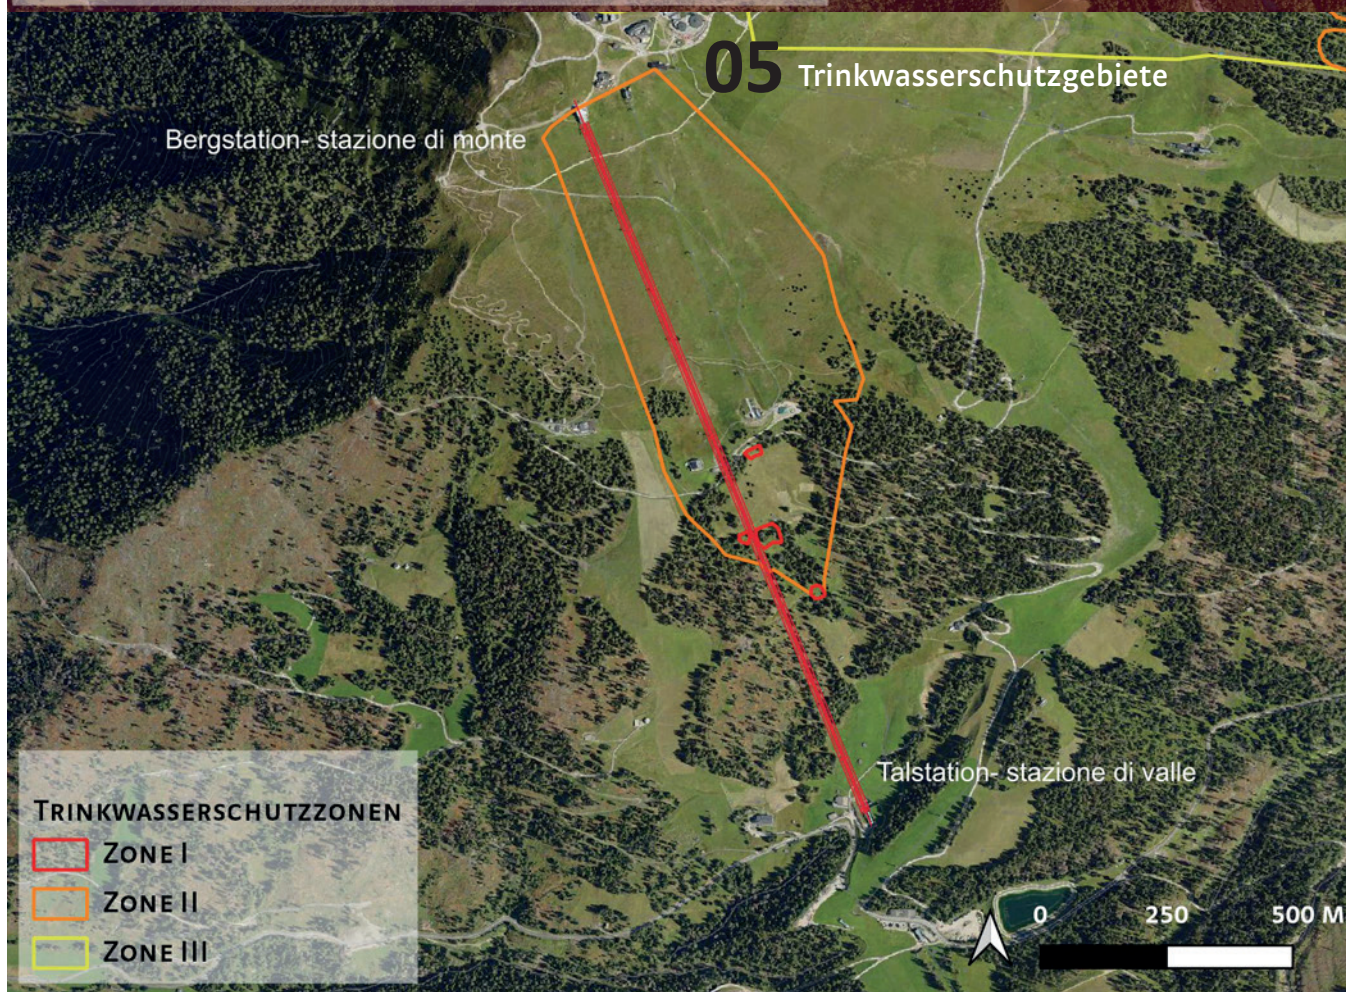 05 Trinkwasserschutzgebiete
Bergstation- stazione di monte
Talstation- stazione di valle
TRINKWASSERSCHUTZZONEN
ZONE I
ZONE II
ZONE III
0 250 500 M